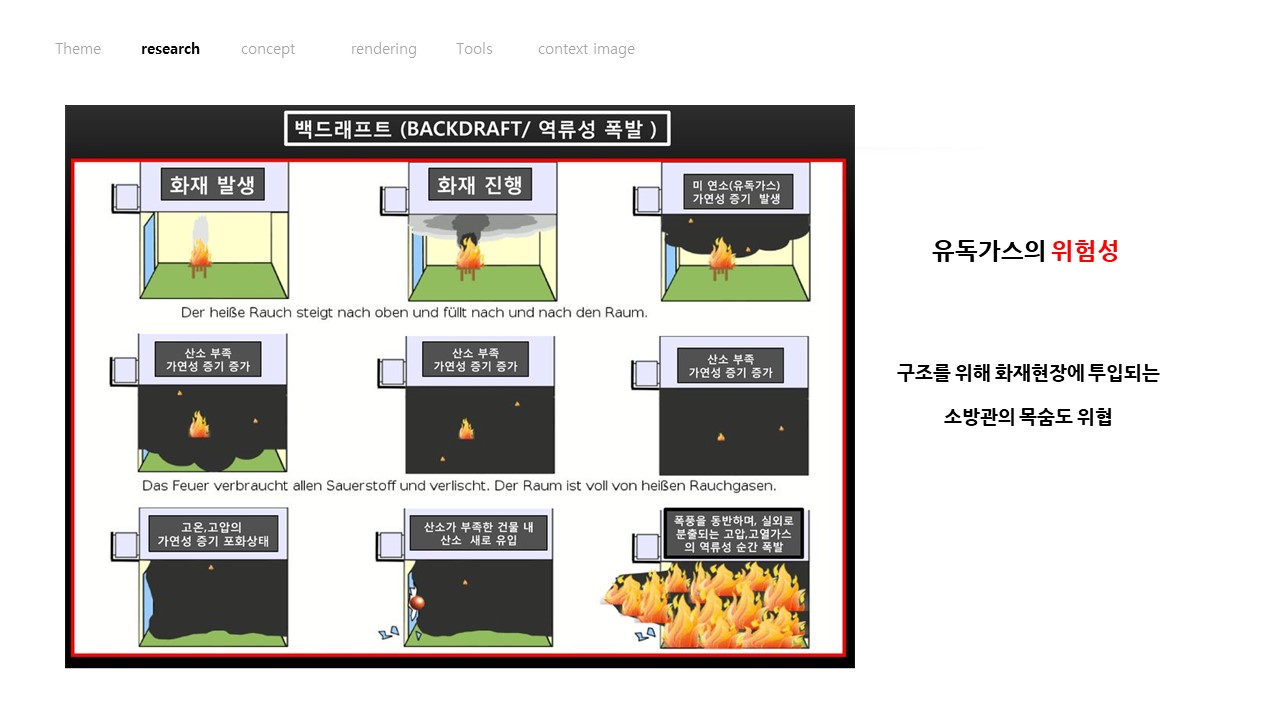 Theme research concept rendering Tools context image
백드래프트 (BACKDRAFT/ 역류성 폭발 )
화재 발생
화재 진행
미 연소(유독가스)
가연성 증기 발생
Der heiße Rauch steigt nach oben und füllt nach und nach den Raum.
산소 부족
가연성 증기 증가
산소 부족
가연성 증기 증가
산소 부족
가연성 증기 증가
Das Feuer verbraucht allen Sauerstoff und verlischt. Der Raum ist voll von heißen Rauchgasen.
고온,고압의
가연성 증기 포화상태
산소가 부족한 건물 내
산소 새로 유입
폭풍을 동반하며, 실외로
분출되는 고압,고열가스
의 역류성 순간 폭발
유독가스의 위험성
구조를 위해 화재현장에 투입되는
소방관의 목숨도 위협